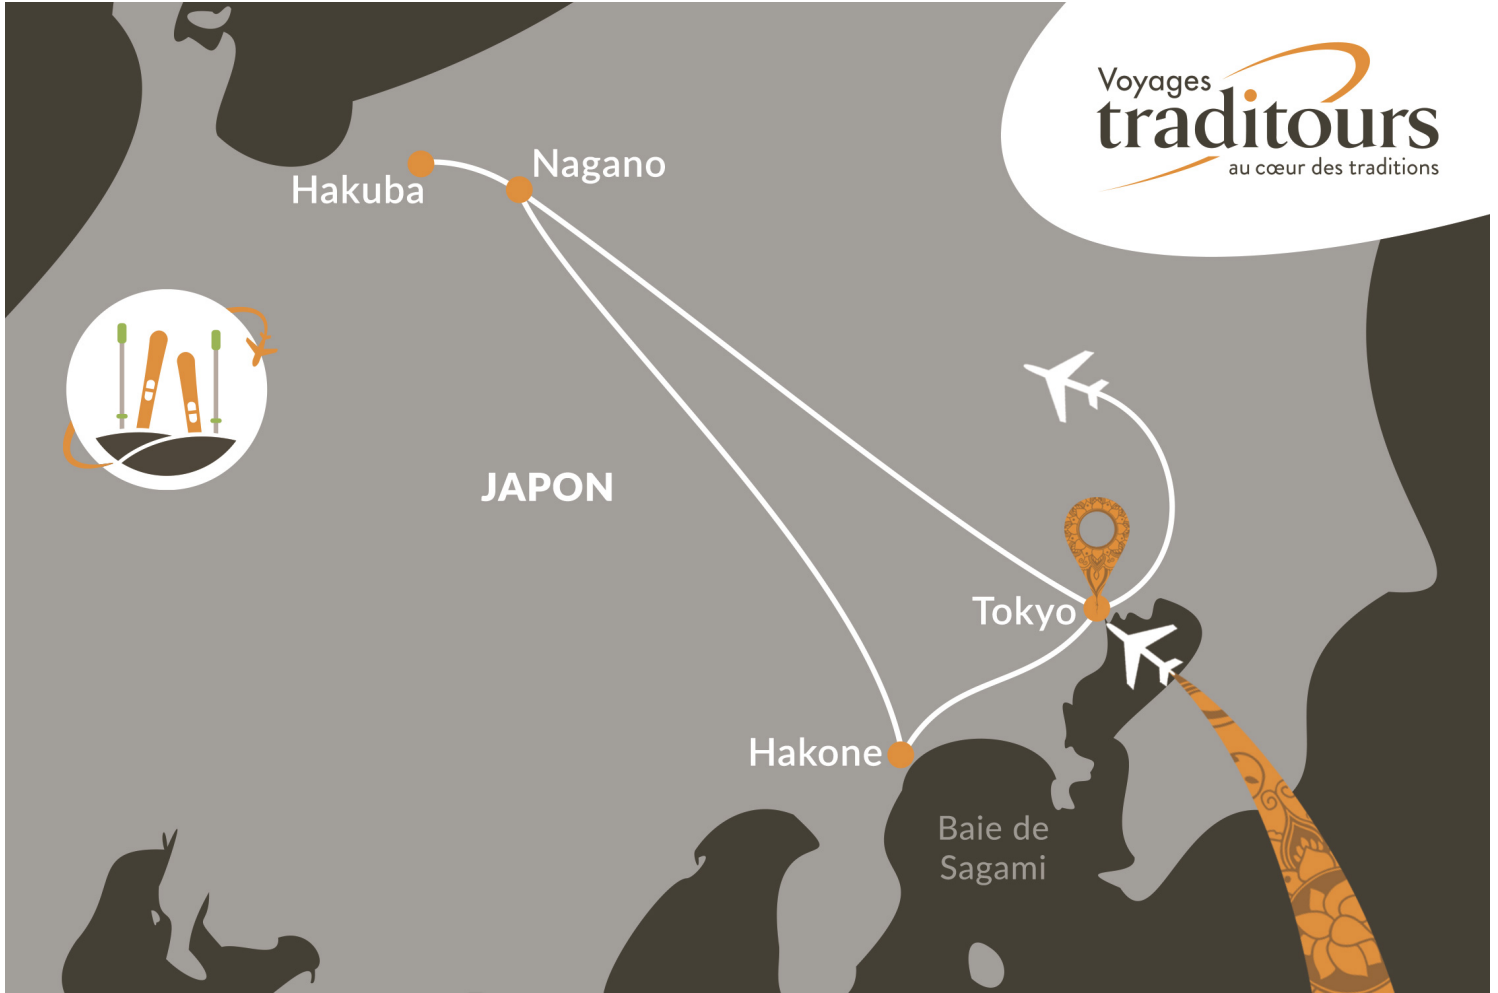 Voyages
traditours
au cœur des traditions
Nagano
Hakuba
JAPON
Tokyo
Hakone
Baie de
Sagami